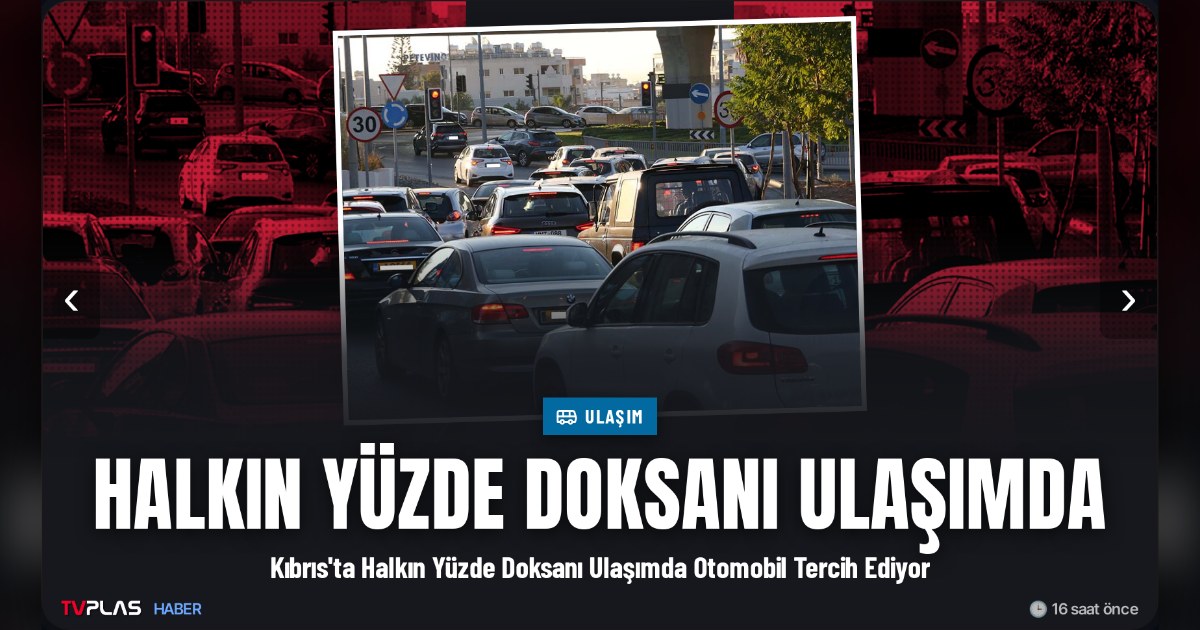 30
ULAŞIM
HALKIN YÜZDE DOKSANI ULAŞIMDA
Kıbrıs'ta Halkın Yüzde Doksanı Ulaşımda Otomobil Tercih Ediyor
TVPLAS HABER
16 saat önce